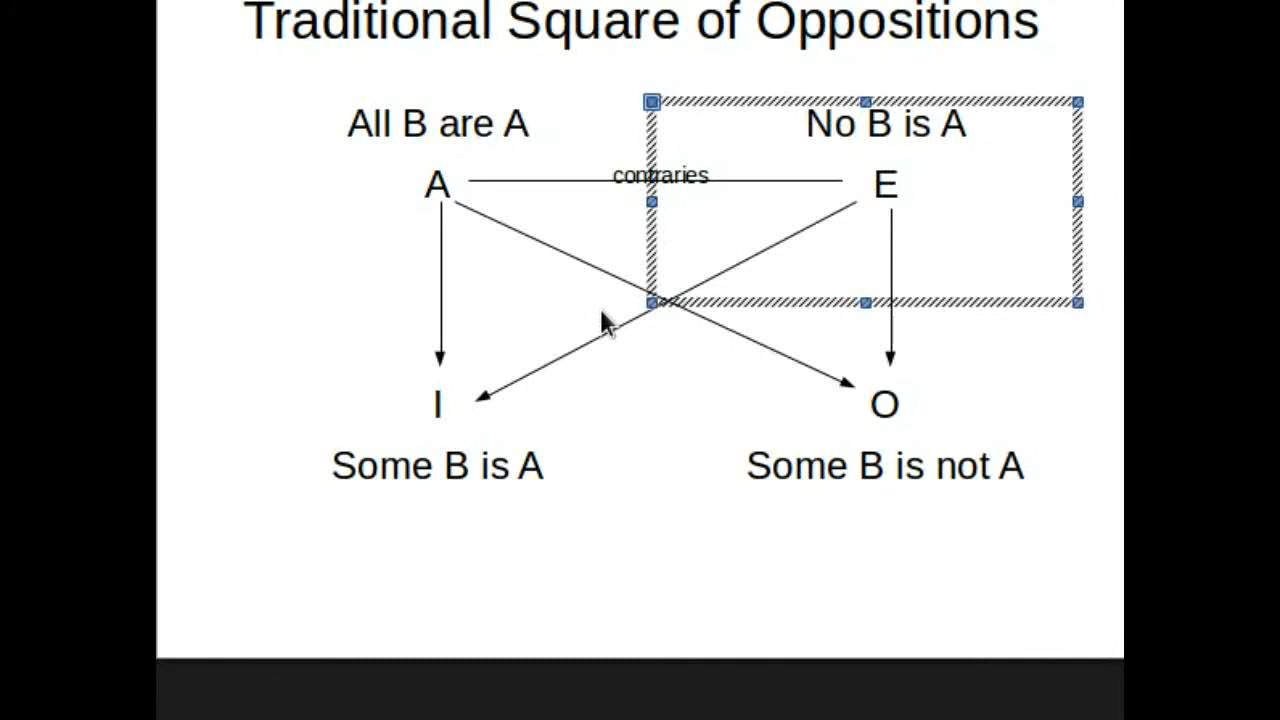 Traditional Square of Oppositions
All B are A
No B is A
A
contraries
E
I
O
Some B is A
Some B is not A